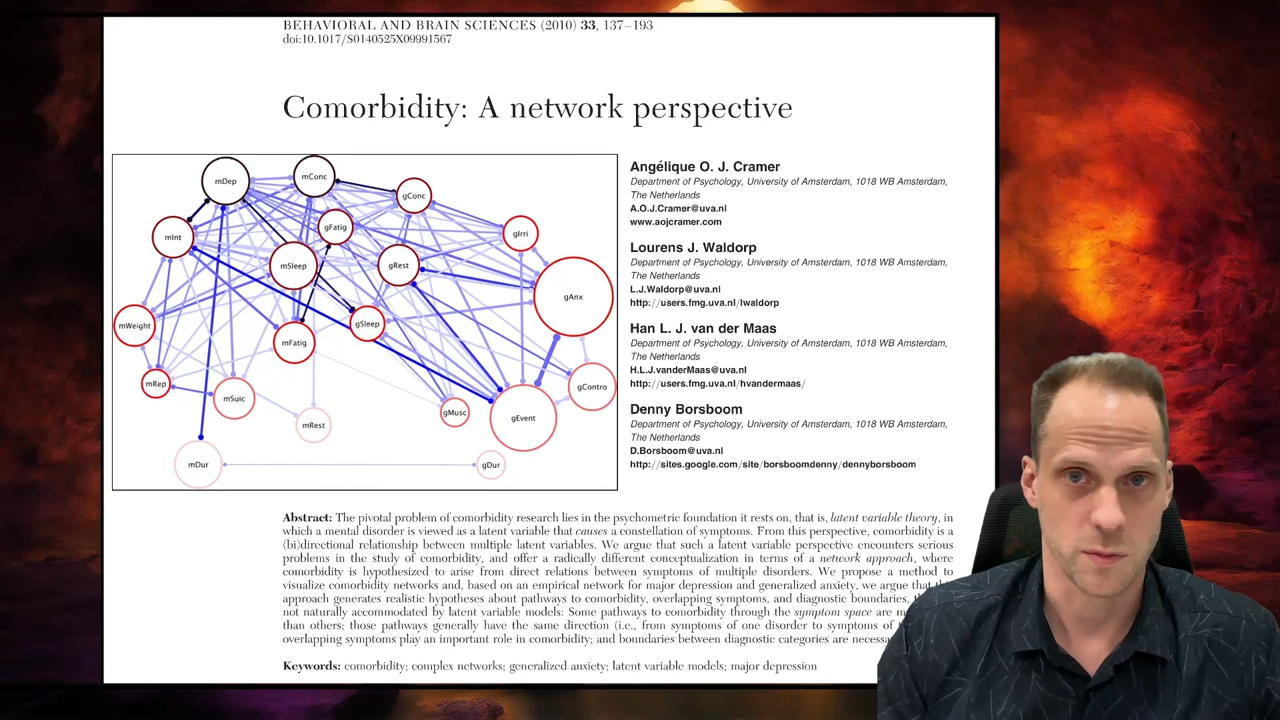 BEHAVIORAL AND BRAIN SCIENCES (2010) 33, 137–193
doi:10.1017/S0140525X09991567
Comorbidity: A network perspective
mDep
mConc
gConc
mInt
gFatig
gIrri
mSleep
gRest
gAnx
mWeight
gSleep
mFatig
mRep
mSuic
gContro
mRest
gMusc
gEvent
mDur
gDur
Angélique O. J. Cramer
Department of Psychology, University of Amsterdam, 1018 WB Amsterdam,
The Netherlands
A.O.J.Cramer@uva.nl
www.aojcramer.com
Lourens J. Waldorp
Department of Psychology, University of Amsterdam, 1018 WB Amsterdam,
The Netherlands
L.J.Waldorp@uva.nl
http://users.fmg.uva.nl/lwaldorp
Han L. J. van der Maas
Department of Psychology, University of Amsterdam, 1018 WB Amsterdam,
The Netherlands
H.L.J.vanderMaas@uva.nl
http://users.fmg.uva.nl/hvandermaas/
Denny Borsboom
Department of Psychology, University of Amsterdam, 1018 WB Amsterdam,
The Netherlands
D.Borsboom@uva.nl
http://sites.google.com/site/borsboomdenny/dennyborsboom
Abstract: The pivotal problem of comorbidity research lies in the psychometric foundation it rests on, that is, latent variable theory, in
which a mental disorder is viewed as a latent variable that causes a constellation of symptoms. From this perspective, comorbidity is a
(bi)directional relationship between multiple latent variables. We argue that such a latent variable perspective encounters serious
problems in the study of comorbidity, and offer a radically different conceptualization in terms of a network approach, where
comorbidity is hypothesized to arise from direct relations between symptoms of multiple disorders. We propose a method to
visualize comorbidity networks and, based on an empirical network for major depression and generalized anxiety, we argue that
approach generates realistic hypotheses about pathways to comorbidity, overlapping symptoms, and diagnostic boundaries,
not naturally accommodated by latent variable models: Some pathways to comorbidity through the symptom space are
than others; those pathways generally have the same direction (i.e., from symptoms of one disorder to symptoms of
overlapping symptoms play an important role in comorbidity; and boundaries between diagnostic categories are
Keywords: comorbidity; complex networks; generalized anxiety; latent variable models; major depression